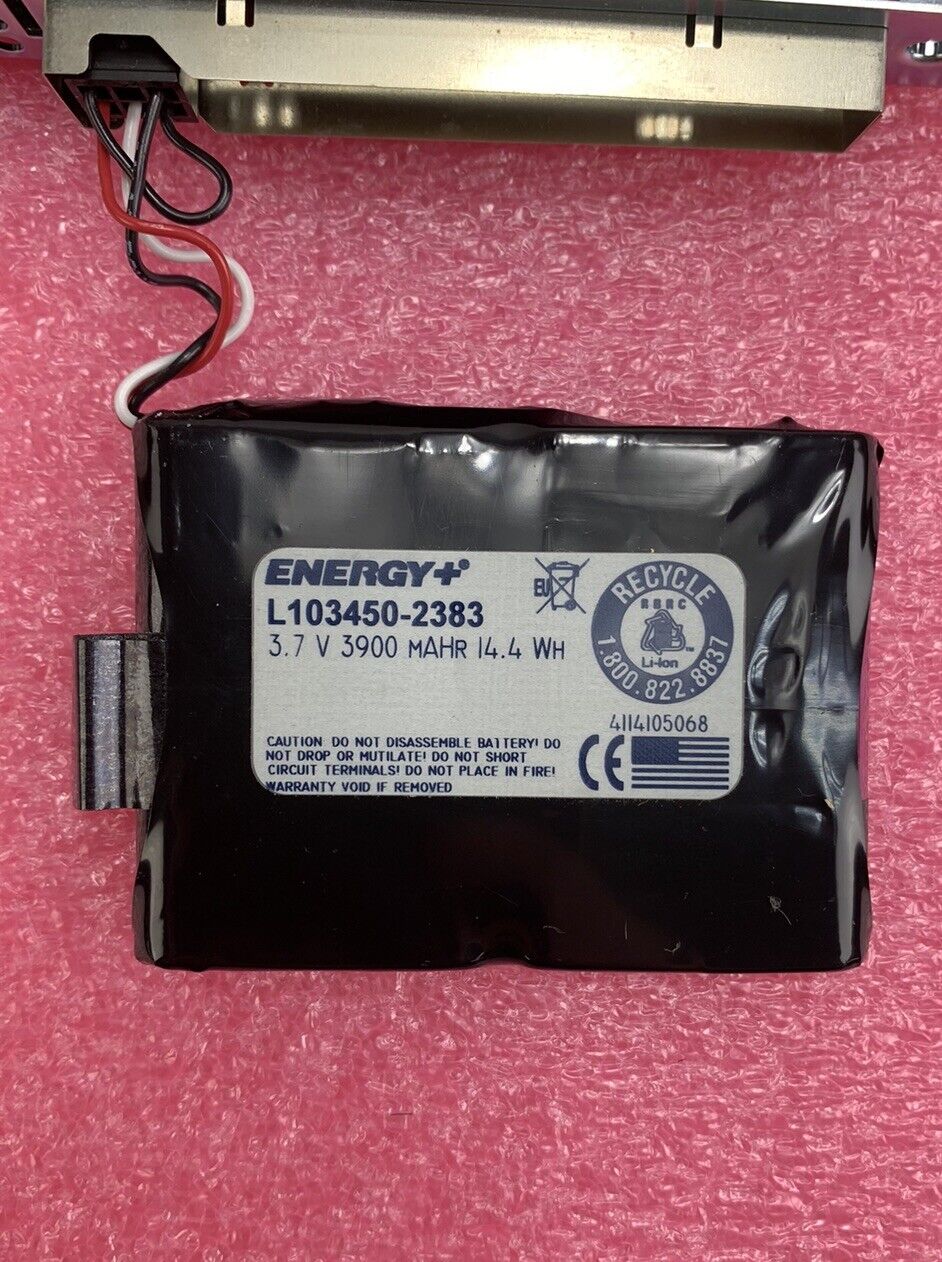 ENERGY+®
L103450-2383
3.7 V 3900 MAHR 14.4 WH
EU
RECYCLE
RBRC
Li-Ion
TM
1.800.822.8837
4114105068
CAUTION: DO NOT DISASSEMBLE BATTERY! DO
NOT DROP OR MUTILATE! DO NOT SHORT
CIRCUIT TERMINALS! DO NOT PLACE IN FIRE!
WARRANTY VOID IF REMOVED
CE